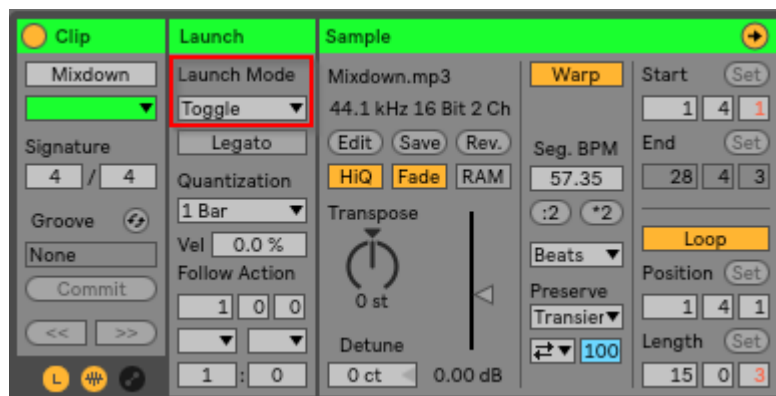 Clip
Mixdown
Signature
4 / 4
Groove
None
Commit
<< >>
L
Launch
Launch Mode
Toggle
Legato
Quantization
1 Bar
Vel 0.0 %
Follow Action
1 0 0
1 : 0
Sample
Mixdown.mp3
44.1 kHz 16 Bit 2 Ch
Edit Save Rev.
HiQ Fade RAM
Transpose
0 st
Detune
0 ct 0.00 dB
Warp
Seg. BPM
57.35
:2 *2
Beats
Preserve
Transier
100
Start Set
1 4 1
End Set
28 4 3
Loop
Position Set
1 4 1
Length Set
15 0 3